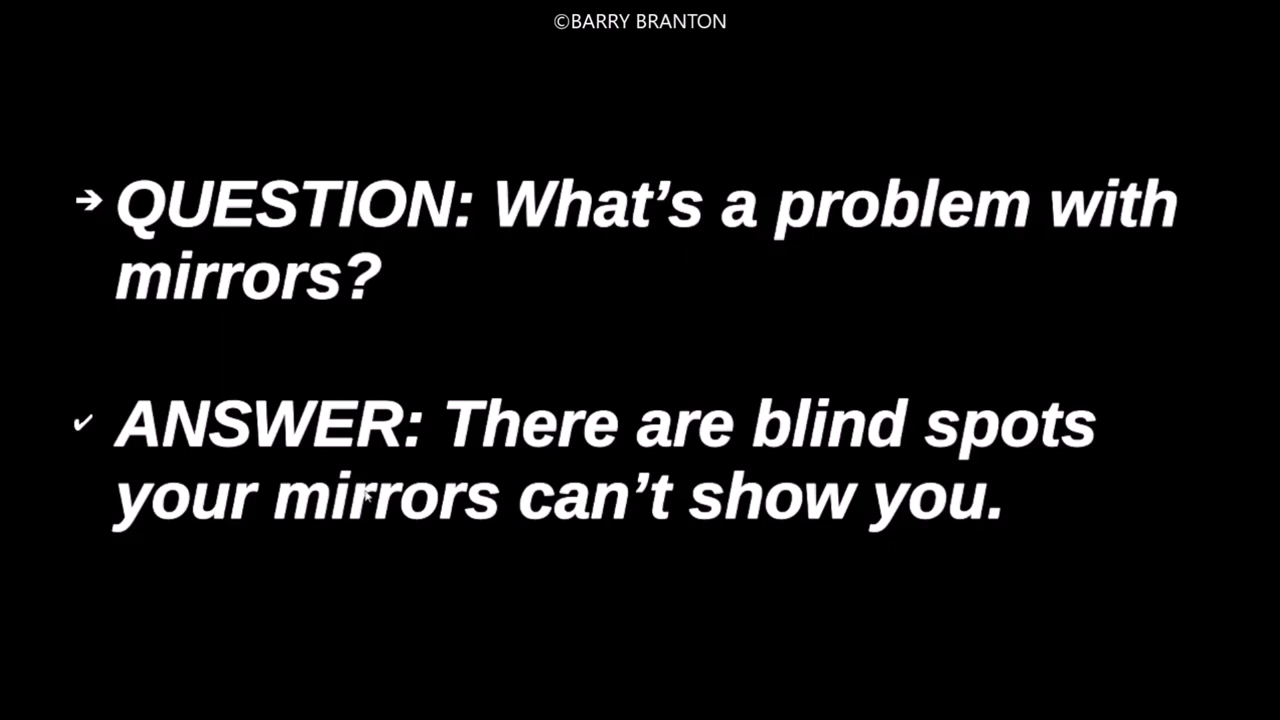 ©BARRY BRANTON
➔ QUESTION: What’s a problem with
mirrors?
✔ ANSWER: There are blind spots
your mirrors can’t show you.